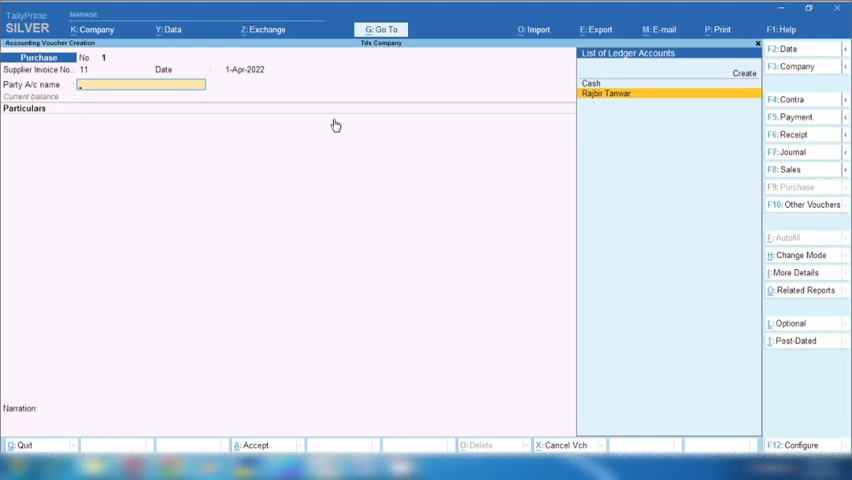 TallyPrime MANAGE
SILVER K: Company Y: Data Z: Exchange G: Go To O: Import E: Export M: E-mail P: Print F1: Help
Accounting Voucher Creation Tds Company x
Purchase No. 1
Supplier Invoice No.: 11 Date : 1-Apr-2022
Party A/c name :
Current balance :
Particulars
Narration:
List of Ledger Accounts
Create
Cash
Rajbir Tanwar
F2: Date
F3: Company
F4: Contra
F5: Payment
F6: Receipt
F7: Journal
F8: Sales
F9: Purchase
F10: Other Vouchers
E: Autofill
H: Change Mode
I: More Details
O: Related Reports
L: Optional
T: Post-Dated
Q: Quit A: Accept D: Delete X: Cancel Vch F12: Configure